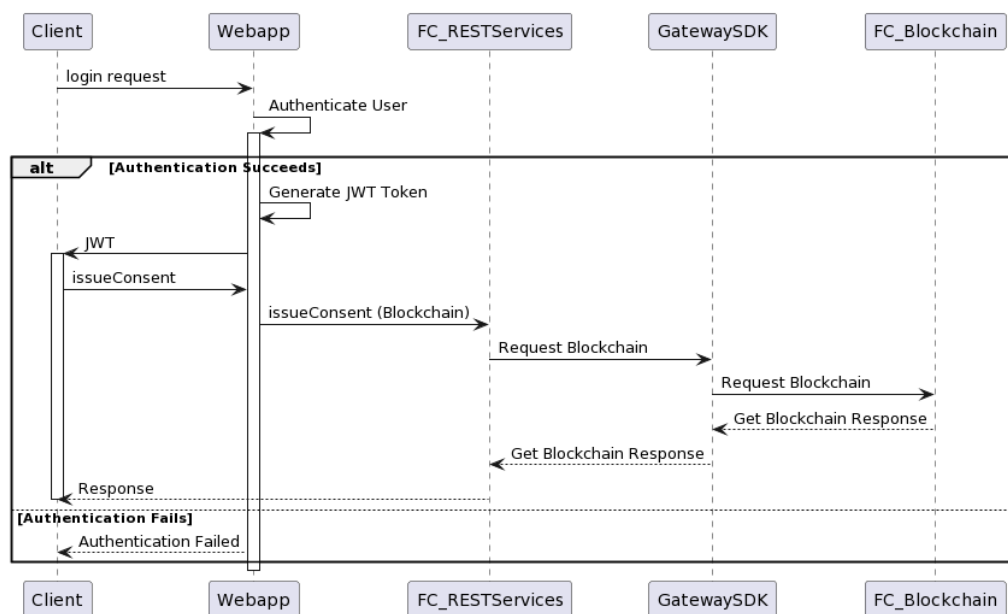 Client Webapp FC_RESTServices GatewaySDK FC_Blockchain
login request
Authenticate User
alt [Authentication Succeeds]
Generate JWT Token
JWT
issueConsent
issueConsent (Blockchain)
Request Blockchain
Request Blockchain
Get Blockchain Response
Get Blockchain Response
Response
[Authentication Fails]
Authentication Failed
Client Webapp FC_RESTServices GatewaySDK FC_Blockchain